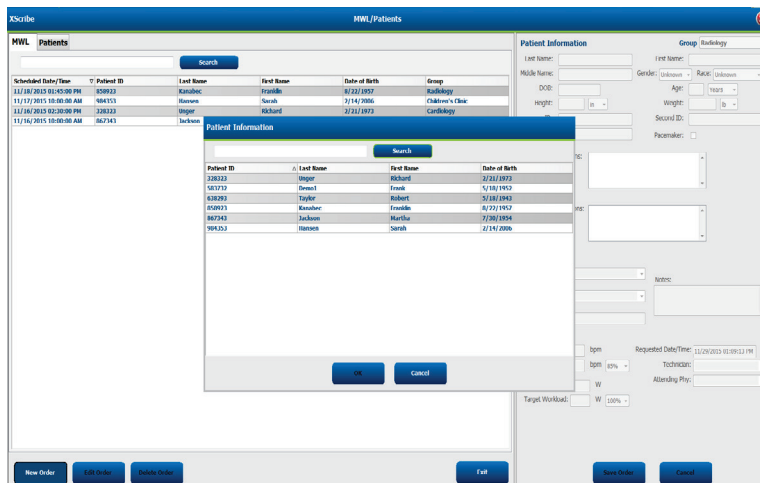 XScribe MWL/Patients
MWL Patients
Search
Scheduled Date/Time Patient ID Last Name First Name Date of Birth Group
11/18/2015 01:45:00 PM 858923 Kanabec Franklin 8/22/1957 Radiology
11/17/2015 10:00:00 AM 984353 Hansen Sarah 2/14/2006 Children's Clinic
11/16/2015 02:30:00 PM 328323 Unger Richard 2/21/1973 Cardiology
11/16/2015 10:00:00 AM 867343 Jackson
Patient Information
Search
Patient ID Last Name First Name Date of Birth
328323 Unger Richard 2/21/1973
583732 Demo1 Frank 5/18/1952
638293 Taylor Robert 5/18/1943
858923 Kanabec Franklin 8/22/1957
867343 Jackson Martha 7/30/1954
984353 Hansen Sarah 2/14/2006
OK Cancel
Patient Information Group Radiology
Last Name: First Name:
Middle Name: Gender: Unknown Race: Unknown
DOB: Age: Years
Height: in Weight: lb
Second ID:
Pacemaker:
ns:
ons:
Notes:
bpm Requested Date/Time: 11/29/2015 01:09:13 PM
bpm 85% Technician:
W Attending Phy:
Target Workload: W 100%
New Order Edit Order Delete Order Exit Save Order Cancel